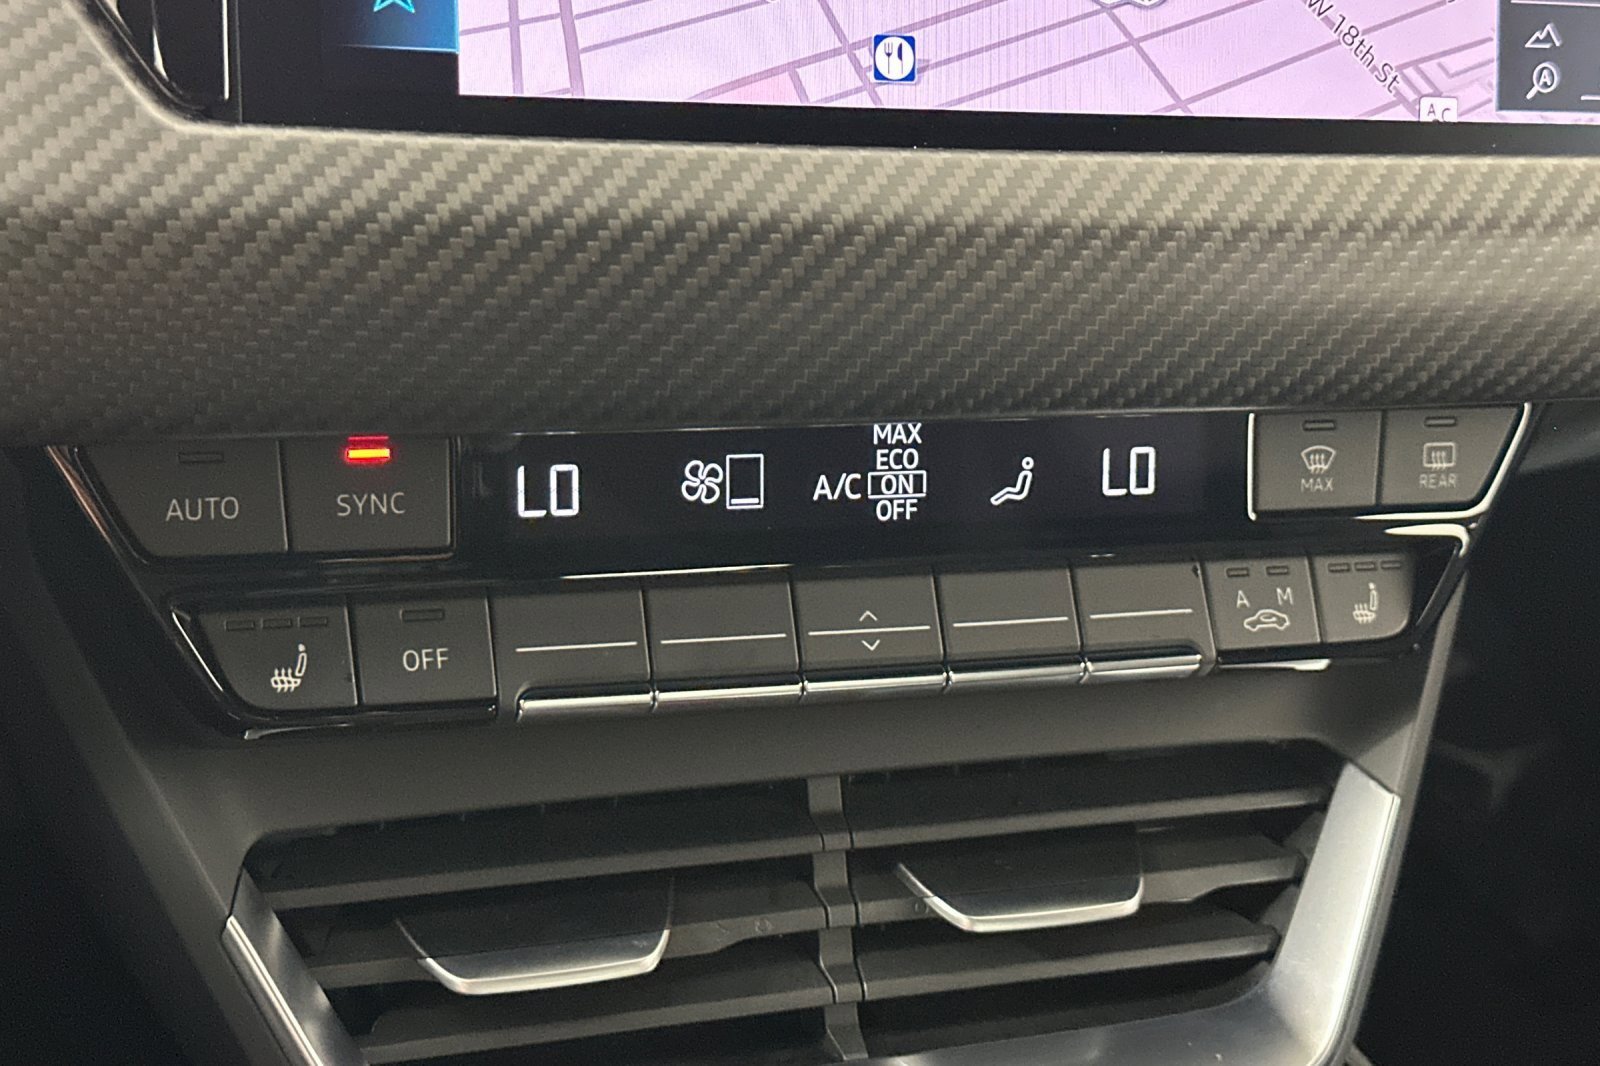 W 18th St
A C
A
AUTO
SYNC
LO
A/C
MAX
ECO
ON
OFF
LO
MAX
REAR
OFF
A M